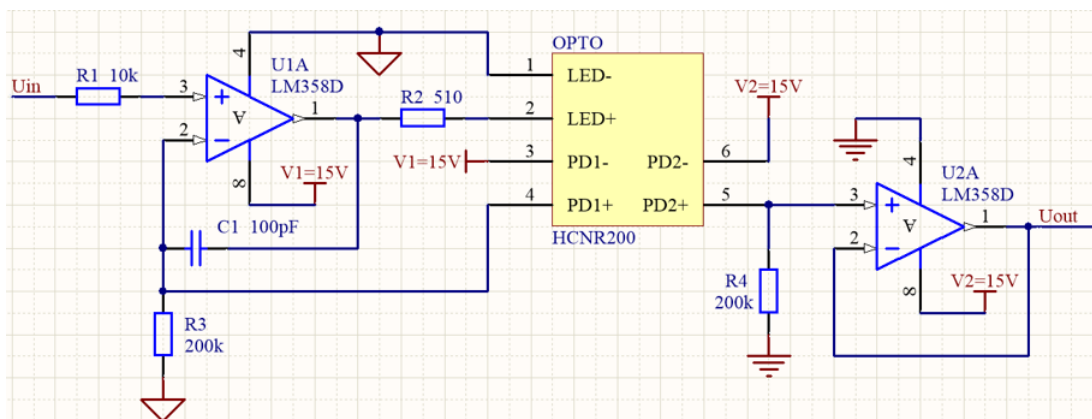 OPTO
4
U1A
LM358D
1
LED-
V2=15V
Uin
R1 10k
3
+
A
1
R2 510
2
LED+
2
−
V1=15V
3
PD1-
PD2-
6
4
8
V1=15V
U2A
LM358D
4
PD1+
PD2+
5
3
+
A
1
Uout
C1 100pF
HCNR200
2
−
R4
200k
8
V2=15V
R3
200k